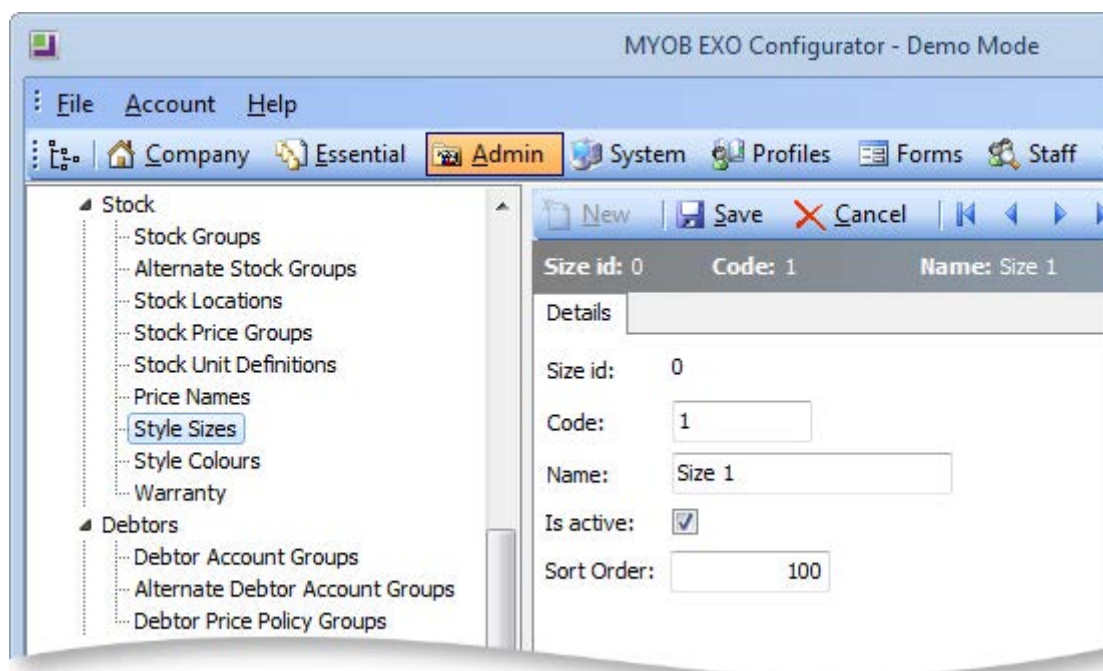 MYOB EXO Configurator - Demo Mode
File Account Help
Company Essential Admin System Profiles Forms Staff
Stock
Stock Groups
Alternate Stock Groups
Stock Locations
Stock Price Groups
Stock Unit Definitions
Price Names
Style Sizes
Style Colours
Warranty
Debtors
Debtor Account Groups
Alternate Debtor Account Groups
Debtor Price Policy Groups
New Save Cancel
Size id: 0 Code: 1 Name: Size 1
Details
Size id: 0
Code: 1
Name: Size 1
Is active:
Sort Order: 100